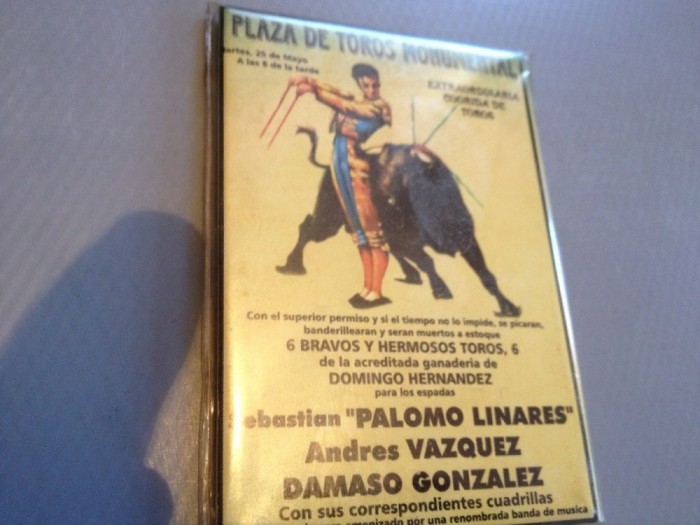 PLAZA DE TOROS MONUMENTAL
artes, 25 de Mayo
A las 6 de la tarde
EXTRAORDINARIA
CORRIDA DE
TOROS
Con el superior permiso y si el tiempo no lo impide, se picaran,
banderillearan y seran muertos a estoque
6 BRAVOS Y HERMOSOS TOROS, 6
de la acreditada ganaderia de
DOMINGO HERNANDEZ
para los espadas
Sebastian "PALOMO LINARES"
Andres VAZQUEZ
DAMASO GONZALEZ
Con sus correspondientes cuadrillas
amenizado por una renombrada banda de musica